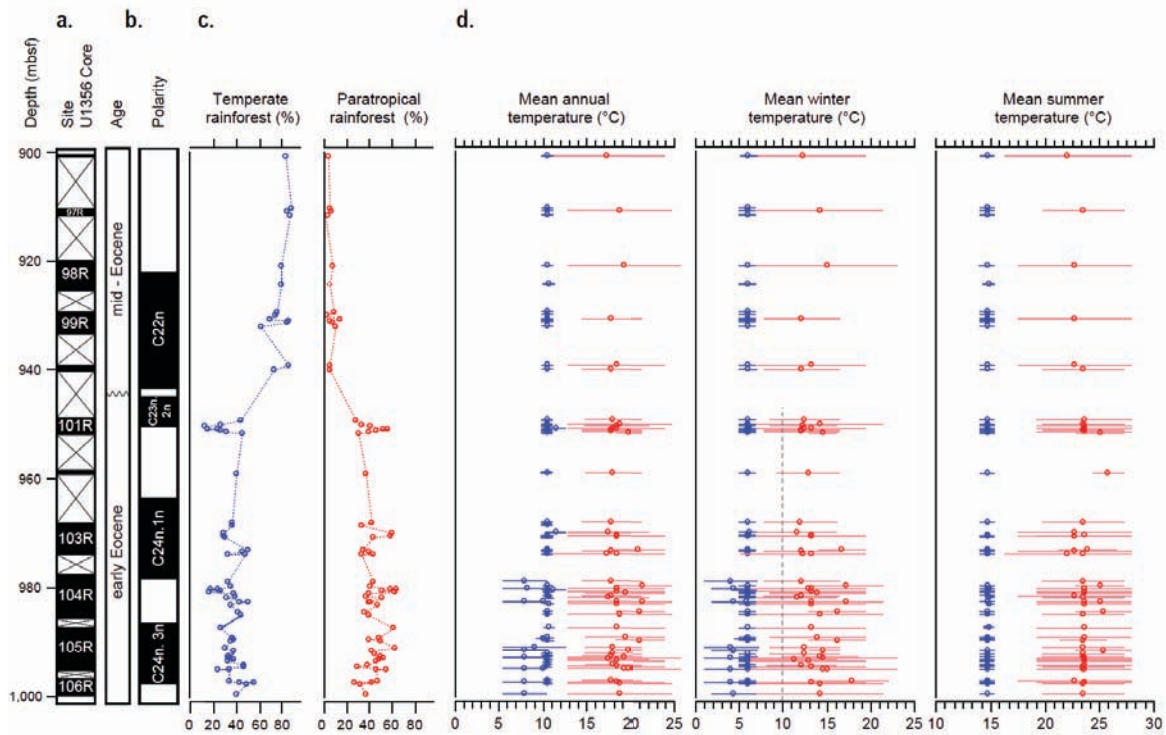 a.
b.
c.
d.
Depth (mbsf)
Site
U1356 Core
Age
Polarity
Temperate
rainforest (%)
Paratropical
rainforest (%)
Mean annual
temperature (°C)
Mean winter
temperature (°C)
Mean summer
temperature (°C)
900
920
940
960
980
1,000
97R
98R
99R
101R
103R
104R
105R
106R
mid - Eocene
early Eocene
C22n
C23n.
2n
C24n.1n
C24n. 3n
0 20 40 60 80
0 20 40 60 80
0 5 10 15 20 25
0 5 10 15 20 25
10 15 20 25 30